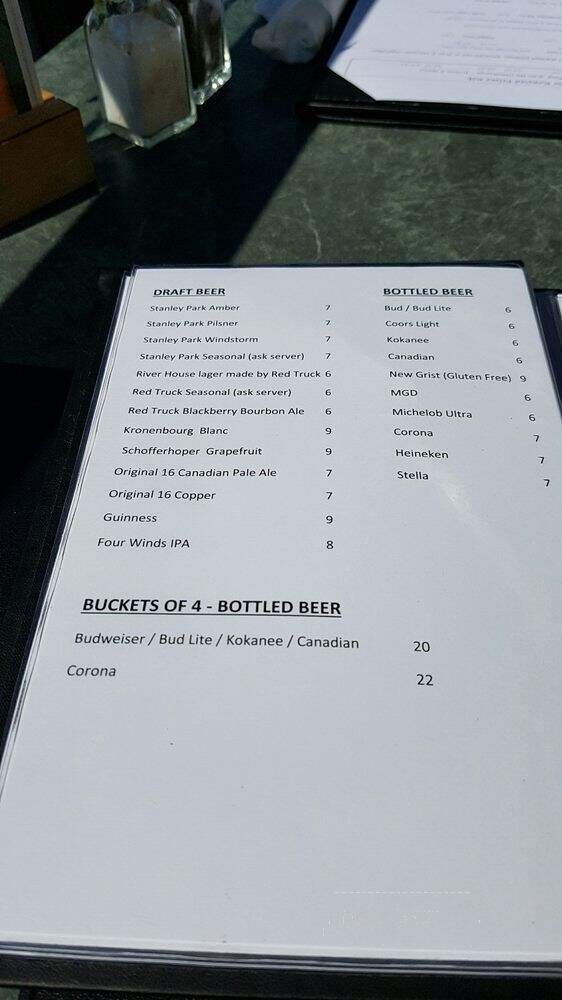 DRAFT BEER
Stanley Park Amber 7
Stanley Park Pilsner 7
Stanley Park Windstorm 7
Stanley Park Seasonal (ask server) 7
River House lager made by Red Truck 6
Red Truck Seasonal (ask server) 6
Red Truck Blackberry Bourbon Ale 6
Kronenbourg Blanc 9
Schofferhoper Grapefruit 9
Original 16 Canadian Pale Ale 7
Original 16 Copper 7
Guinness 9
Four Winds IPA 8
BOTTLED BEER
Bud / Bud Lite 6
Coors Light 6
Kokanee 6
Canadian 6
New Grist (Gluten Free) 9
MGD 6
Michelob Ultra 6
Corona 7
Heineken 7
Stella 7
BUCKETS OF 4 - BOTTLED BEER
Budweiser / Bud Lite / Kokanee / Canadian 20
Corona 22